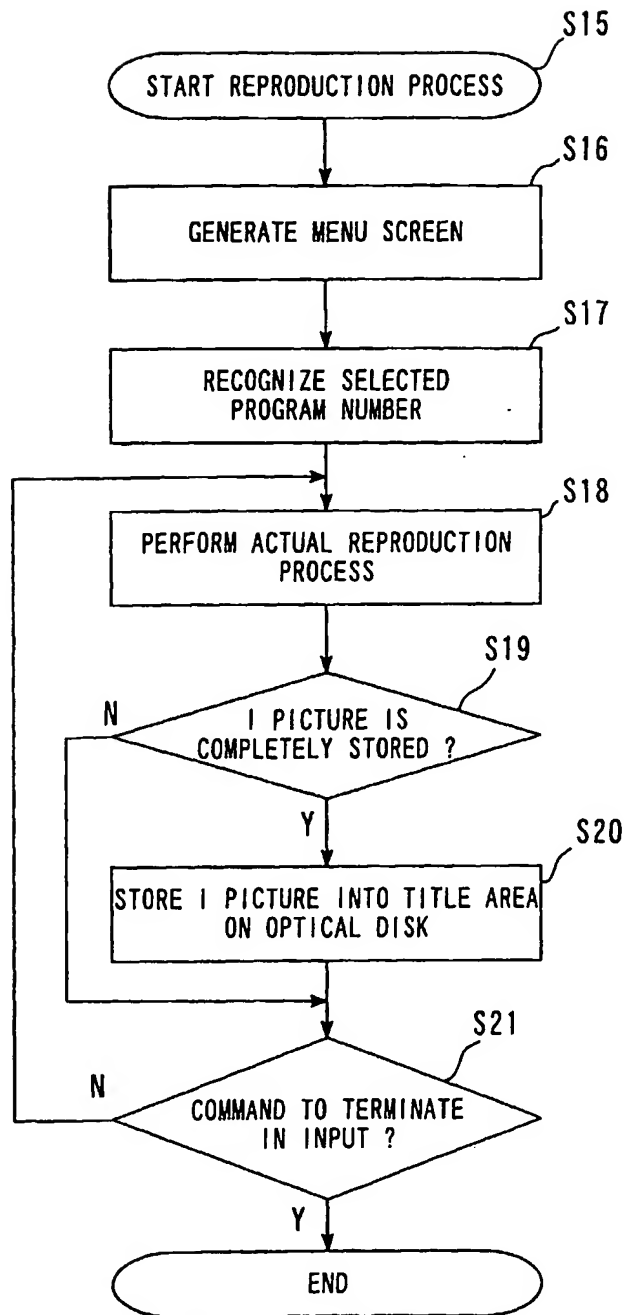 S15
START REPRODUCTION PROCESS
S16
GENERATE MENU SCREEN
S17
RECOGNIZE SELECTED
PROGRAM NUMBER
S18
PERFORM ACTUAL REPRODUCTION
PROCESS
S19
N
I PICTURE IS
COMPLETELY STORED ?
Y
S20
STORE I PICTURE INTO TITLE AREA
ON OPTICAL DISK
S21
N
COMMAND TO TERMINATE
IN INPUT ?
Y
END